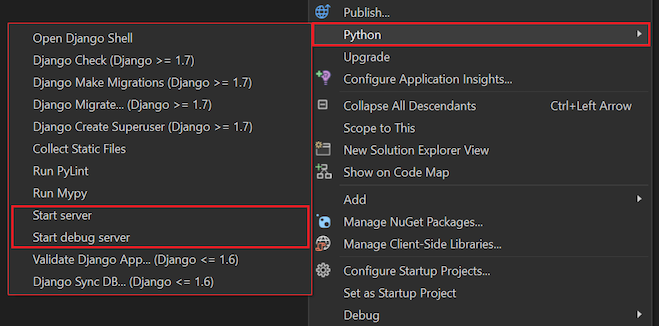 Open Django Shell
Django Check (Django >= 1.7)
Django Make Migrations (Django >= 1.7)
Django Migrate... (Django >= 1.7)
Django Create Superuser (Django >= 1.7)
Collect Static Files
Run PyLint
Run Mypy
Start server
Start debug server
Validate Django App... (Django <= 1.6)
Django Sync DB... (Django <= 1.6)
Publish...
Python
Upgrade
Configure Application Insights...
Collapse All Descendants Ctrl+Left Arrow
Scope to This
New Solution Explorer View
Show on Code Map
Add
Manage NuGet Packages...
Manage Client-Side Libraries...
Configure Startup Projects...
Set as Startup Project
Debug